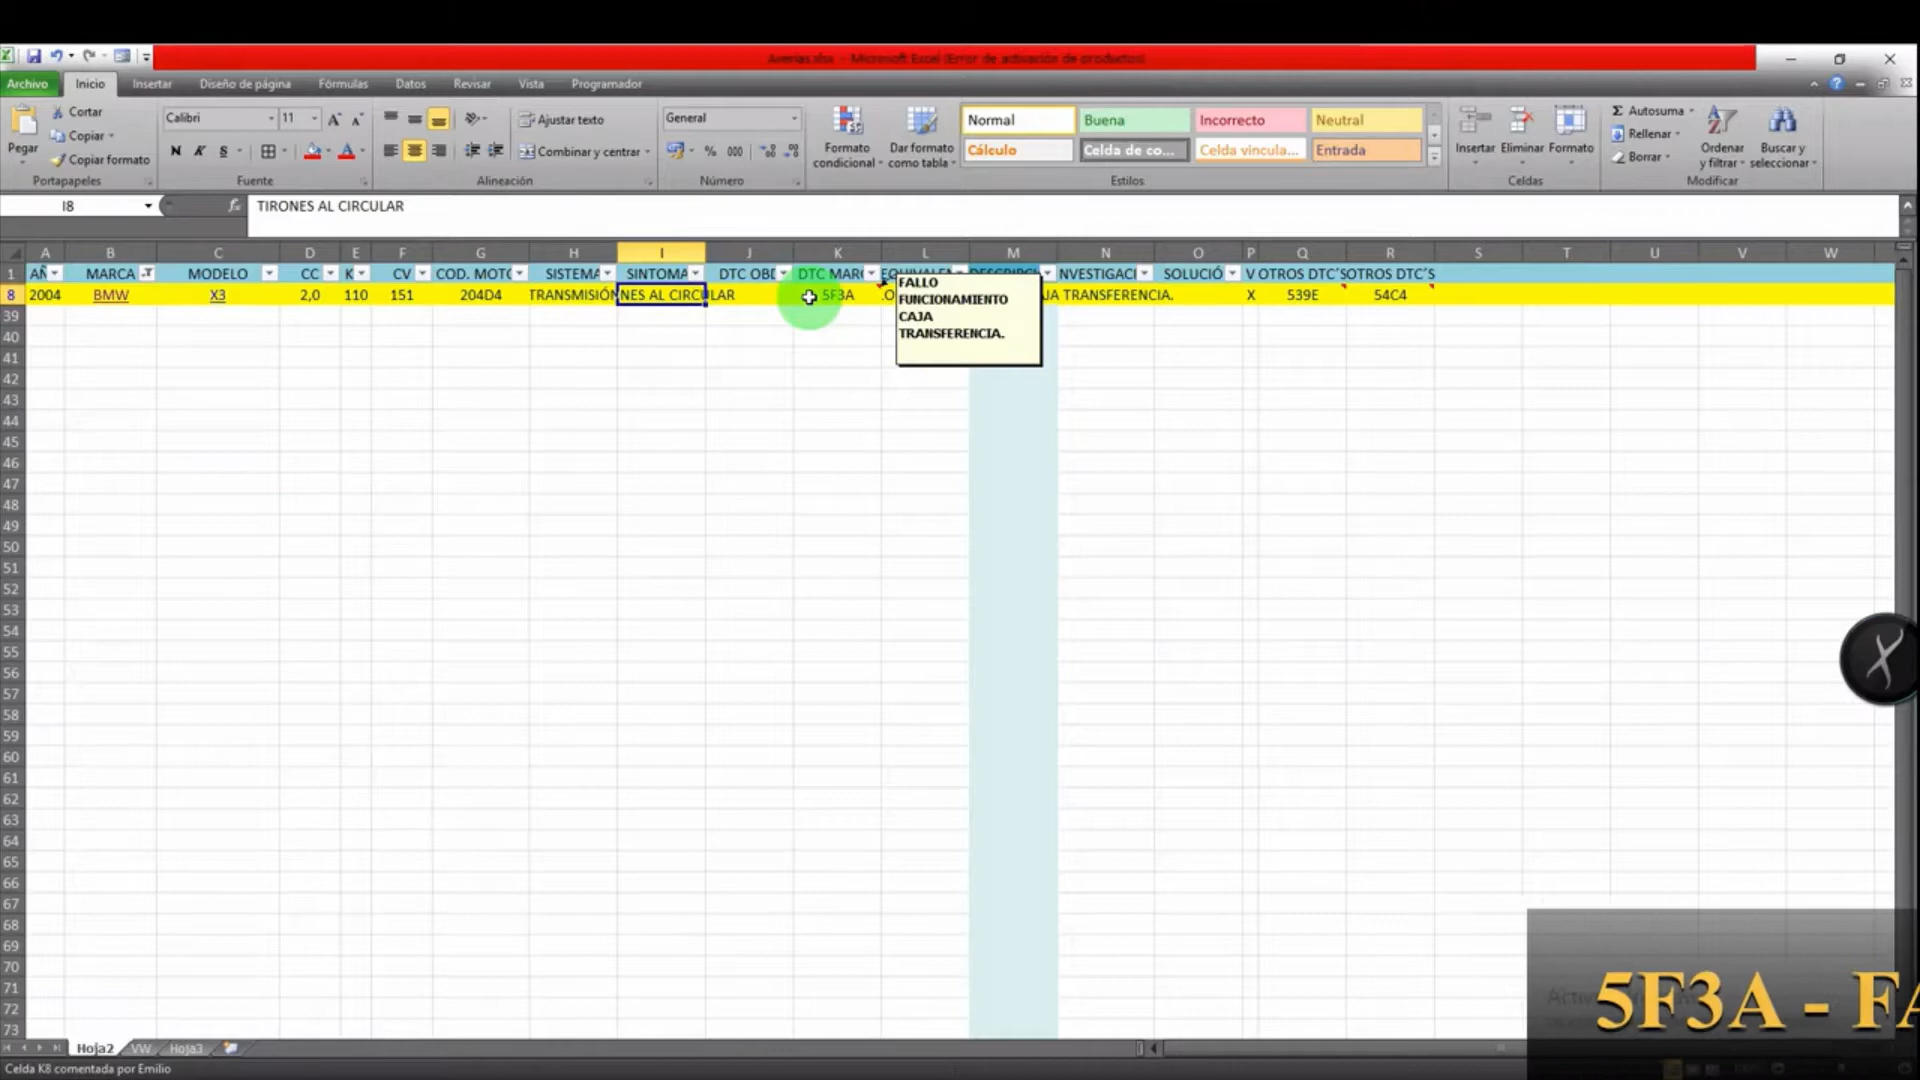 Averias.xlsx - Microsoft Excel (Error de activación de productos)
Archivo Inicio Insertar Diseño de página Fórmulas Datos Revisar Vista Programador
Pegar
Cortar
Copiar
Copiar formato
Portapapeles
Calibri 11
N K S
Fuente
Ajustar texto
Combinar y centrar
Alineación
General
% 000
Número
Formato condicional
Dar formato como tabla
Normal Buena Incorrecto Neutral
Cálculo Celda de co... Celda vincula... Entrada
Estilos
Insertar Eliminar Formato
Celdas
Autosuma
Rellenar
Borrar
Ordenar y filtrar
Buscar y seleccionar
Modificar
I8 fx TIRONES AL CIRCULAR
A B C D E F G H I J K L M N O P Q R S T U V W
1 AÑ MARCA MODELO CC K CV COD. MOTO SISTEMA SINTOMA DTC OBD DTC MAR EQUIVALEN DESCRIPCI NVESTIGAC SOLUCIÓ V OTROS DTC´S OTROS DTC´S
8 2004 BMW X3 2,0 110 151 204D4 TRANSMISIÓN NES AL CIRCULAR 5F3A .O JA TRANSFERENCIA. X 539E 54C4
FALLO
FUNCIONAMIENTO
CAJA
TRANSFERENCIA.
39
40
41
42
43
44
45
46
47
48
49
50
51
52
53
54
55
56
57
58
59
60
61
62
63
64
65
66
67
68
69
70
71
72
73
5F3A - FA
Hoja2 VW Hoja3
Celda K8 comentada por Emilio